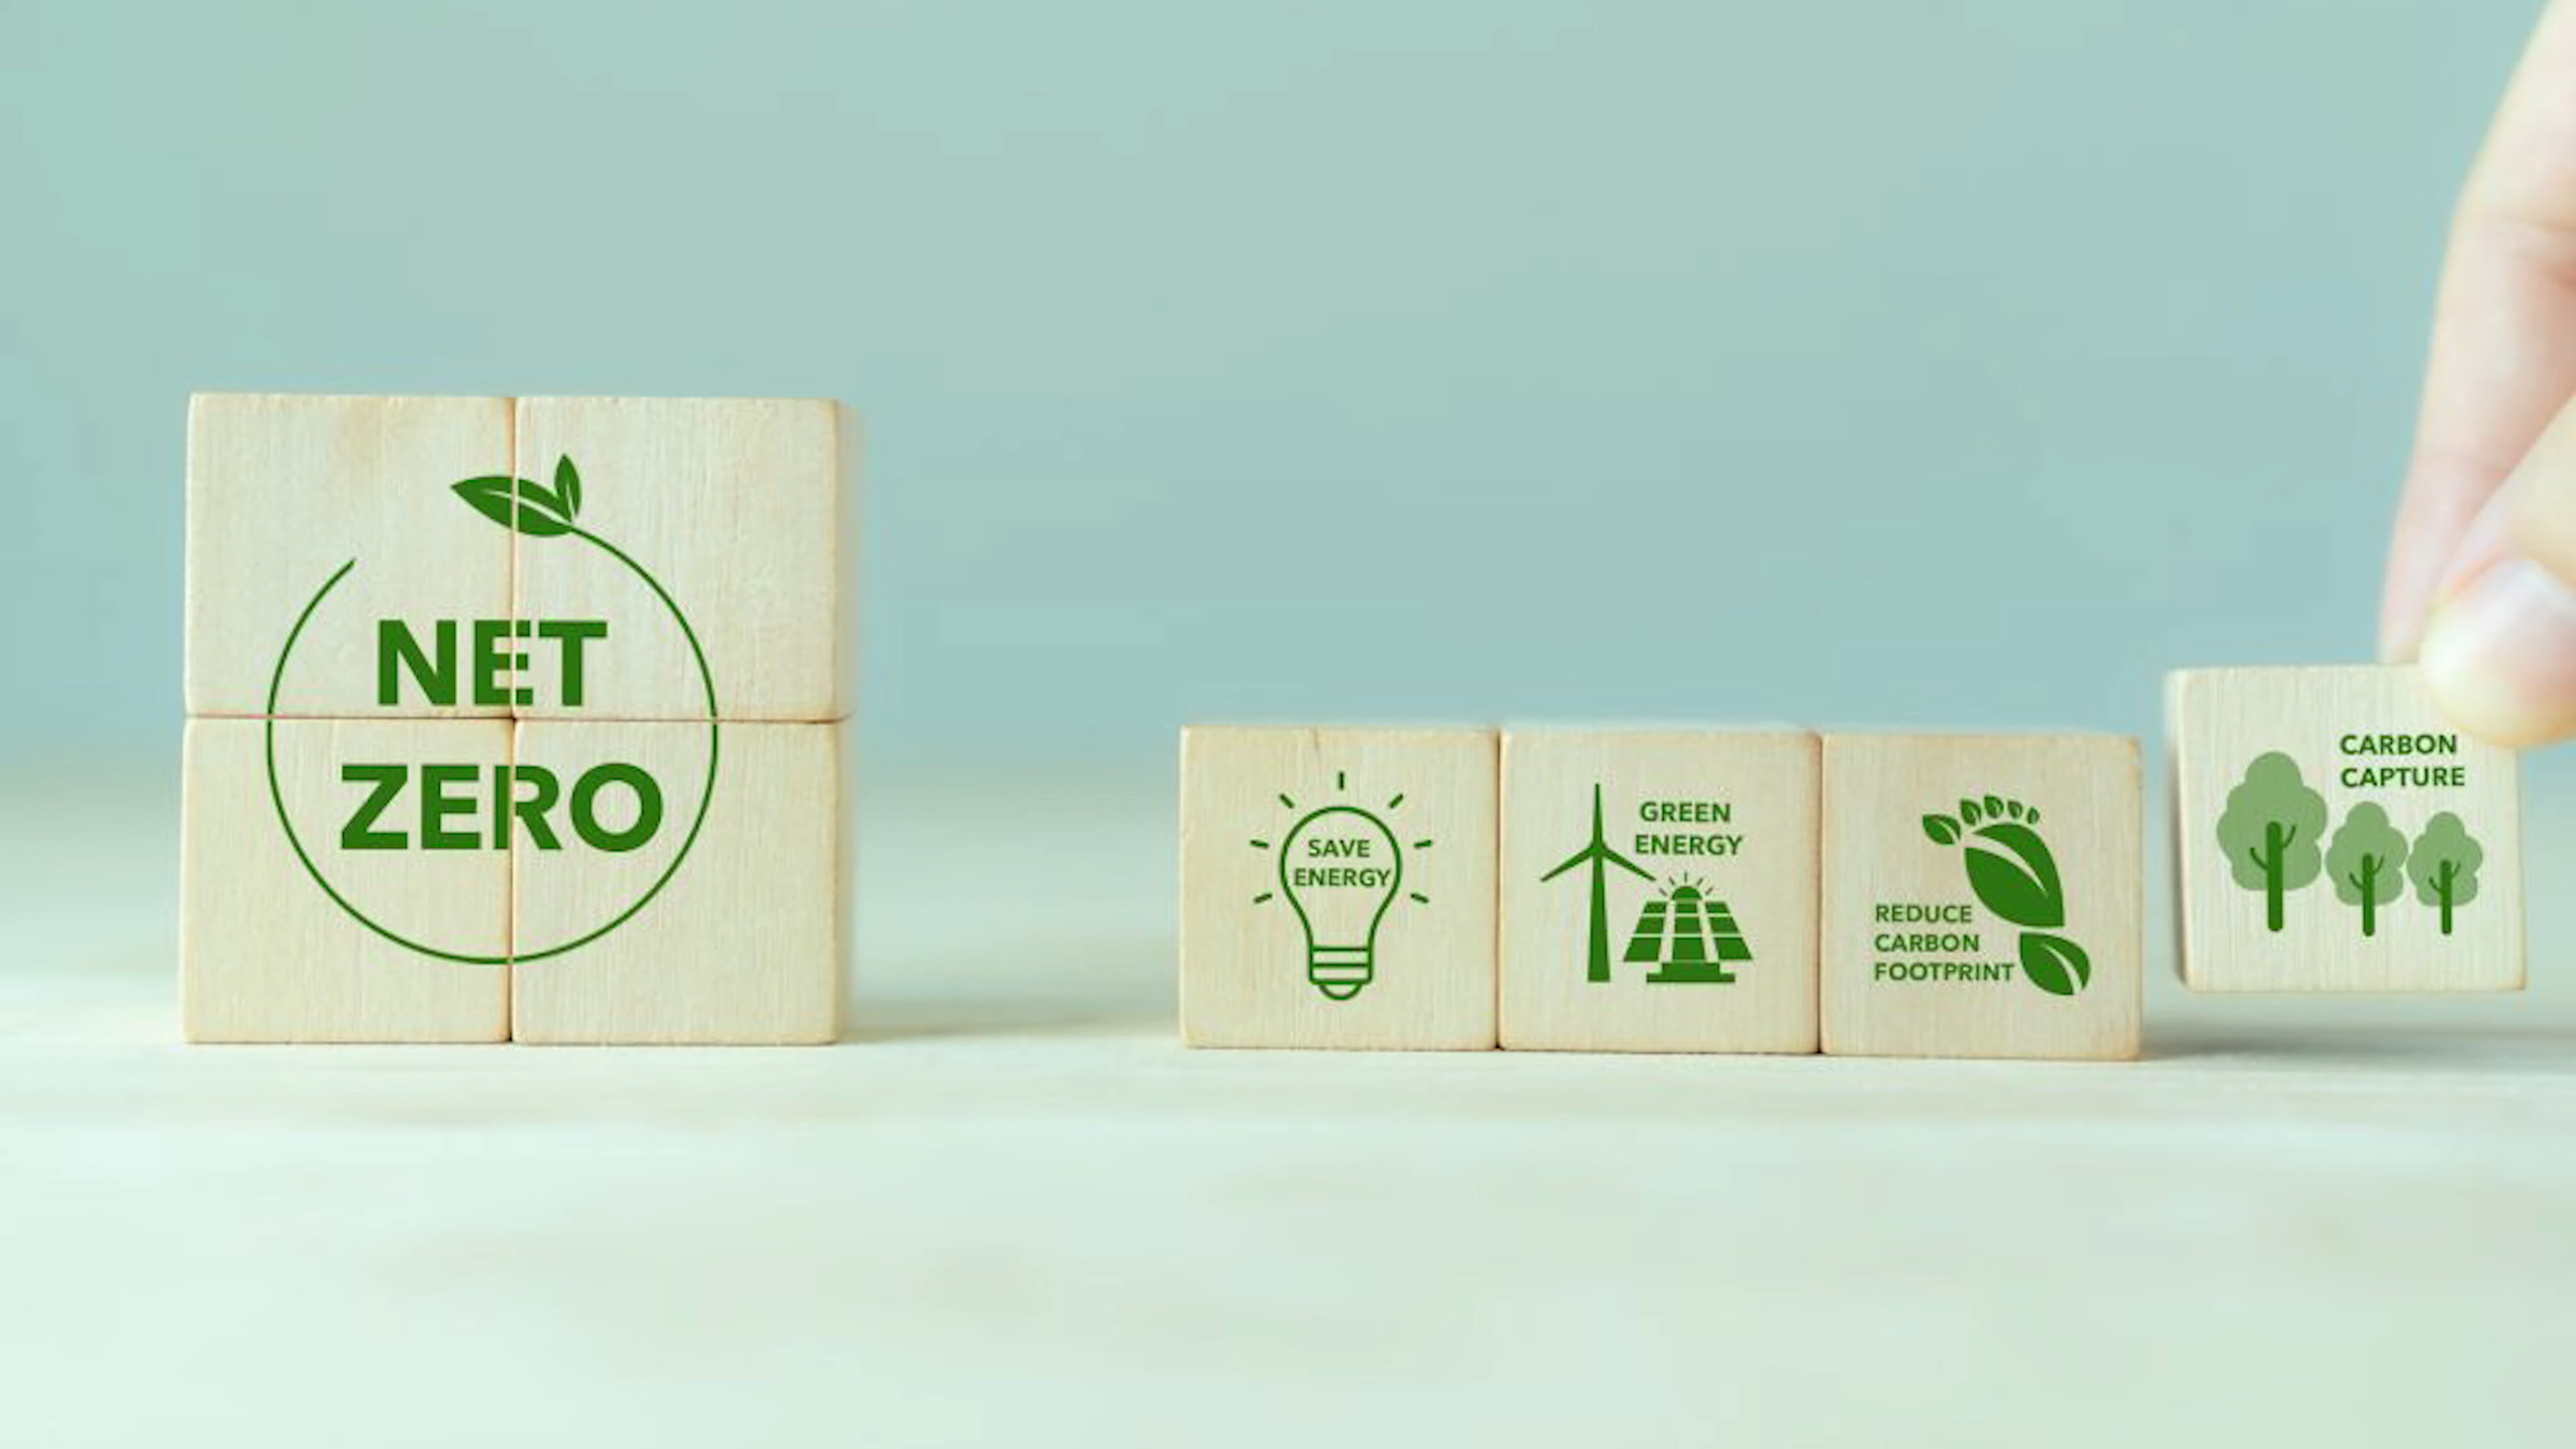 NET
ZERO
SAVE
ENERGY
GREEN
ENERGY
REDUCE
CARBON
FOOTPRINT
CARBON
CAPTURE